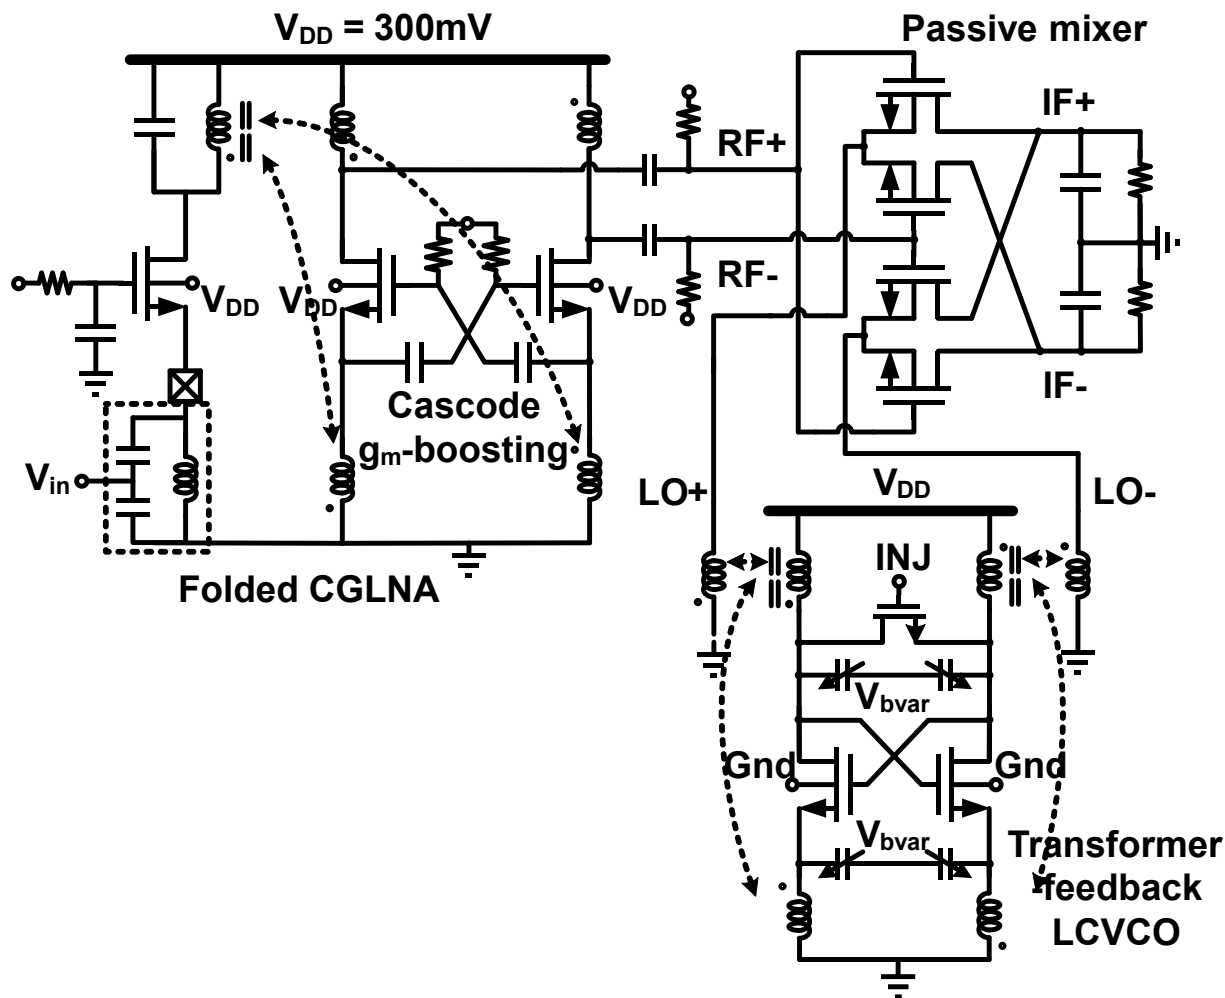 V_DD = 300mV
Passive mixer
IF+
RF+
RF-
V_DD
V_DD
V_DD
IF-
Cascode
g_m-boosting
V_in
LO+
V_DD
LO-
INJ
Folded CGLNA
V_bvar
Gnd
Gnd
V_bvar
Transformer
-feedback
LCVCO